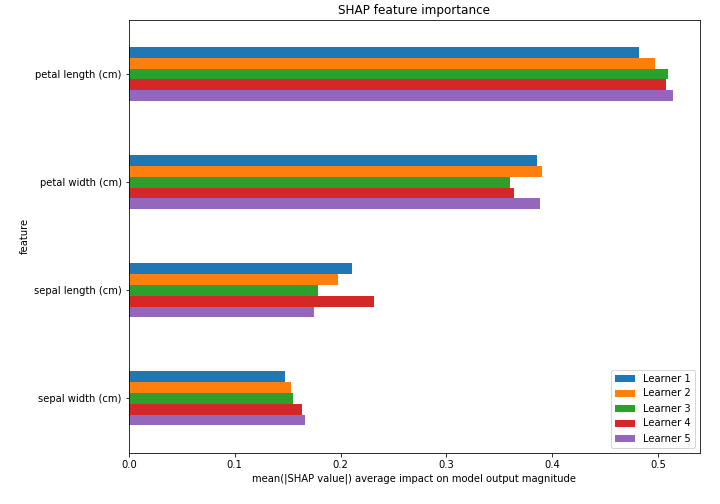 SHAP feature importance
petal length (cm)
petal width (cm)
sepal length (cm)
sepal width (cm)
feature
Learner 1
Learner 2
Learner 3
Learner 4
Learner 5
0.0 0.1 0.2 0.3 0.4 0.5
mean(|SHAP value|) average impact on model output magnitude